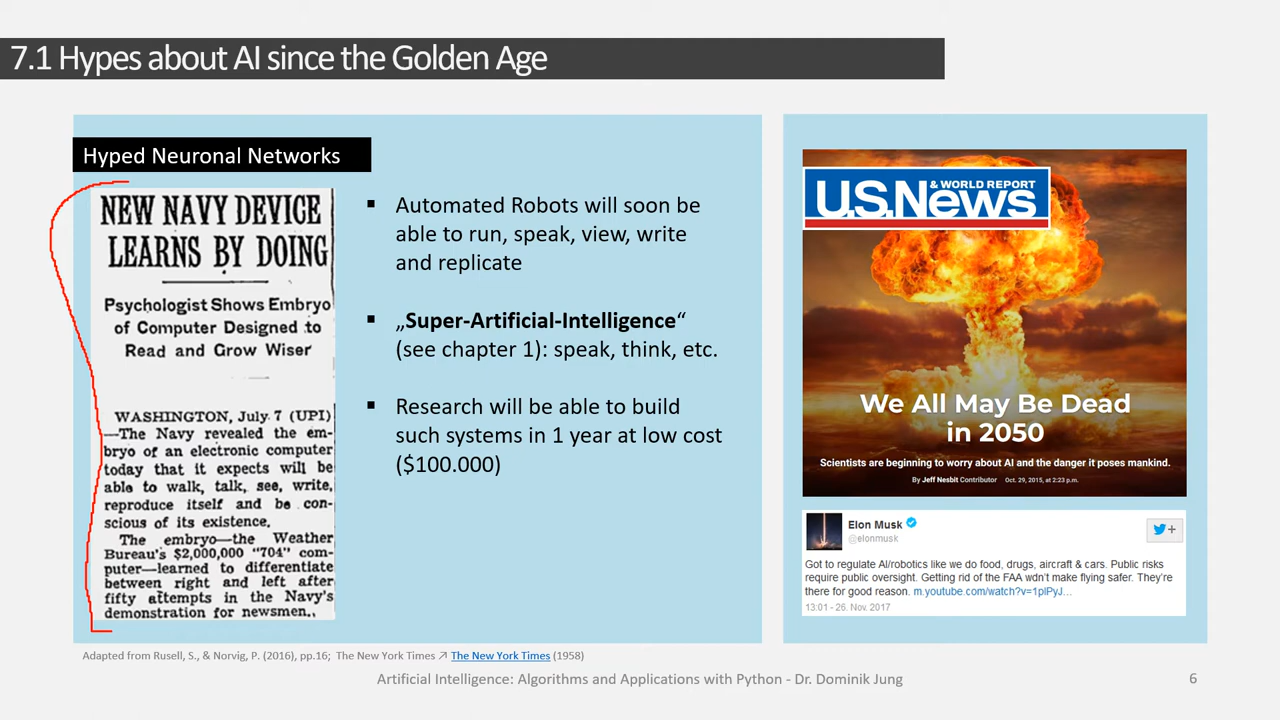 7.1 Hypes about AI since the Golden Age
Hyped Neuronal Networks
NEW NAVY DEVICE
LEARNS BY DOING
Psychologist Shows Embryo
of Computer Designed to
Read and Grow Wiser
WASHINGTON, July 7 (UPI)
—The Navy revealed the em-
bryo of an electronic computer
today that it expects will be
able to walk, talk, see, write,
reproduce itself and be con-
scious of its existence.
The embryo—the Weather
Bureau's $2,000,000 "704" com-
puter—learned to differentiate
between right and left after
fifty attempts in the Navy's
demonstration for newsmen.
▪ Automated Robots will soon be
able to run, speak, view, write
and replicate
▪ „Super-Artificial-Intelligence“
(see chapter 1): speak, think, etc.
▪ Research will be able to build
such systems in 1 year at low cost
($100.000)
U.S. News & WORLD REPORT
We All May Be Dead
in 2050
Scientists are beginning to worry about AI and the danger it poses mankind.
By Jeff Nesbit Contributor Oct. 29, 2015, at 2:23 p.m.
Elon Musk
@elonmusk
Got to regulate AI/robotics like we do food, drugs, aircraft & cars. Public risks
require public oversight. Getting rid of the FAA wdn't make flying safer. They're
there for good reason. m.youtube.com/watch?v=1pIPyJ...
13:01 - 26. Nov. 2017
Adapted from Rusell, S., & Norvig, P. (2016), pp.16; The New York Times ↗ The New York Times (1958)
Artificial Intelligence: Algorithms and Applications with Python - Dr. Dominik Jung
6